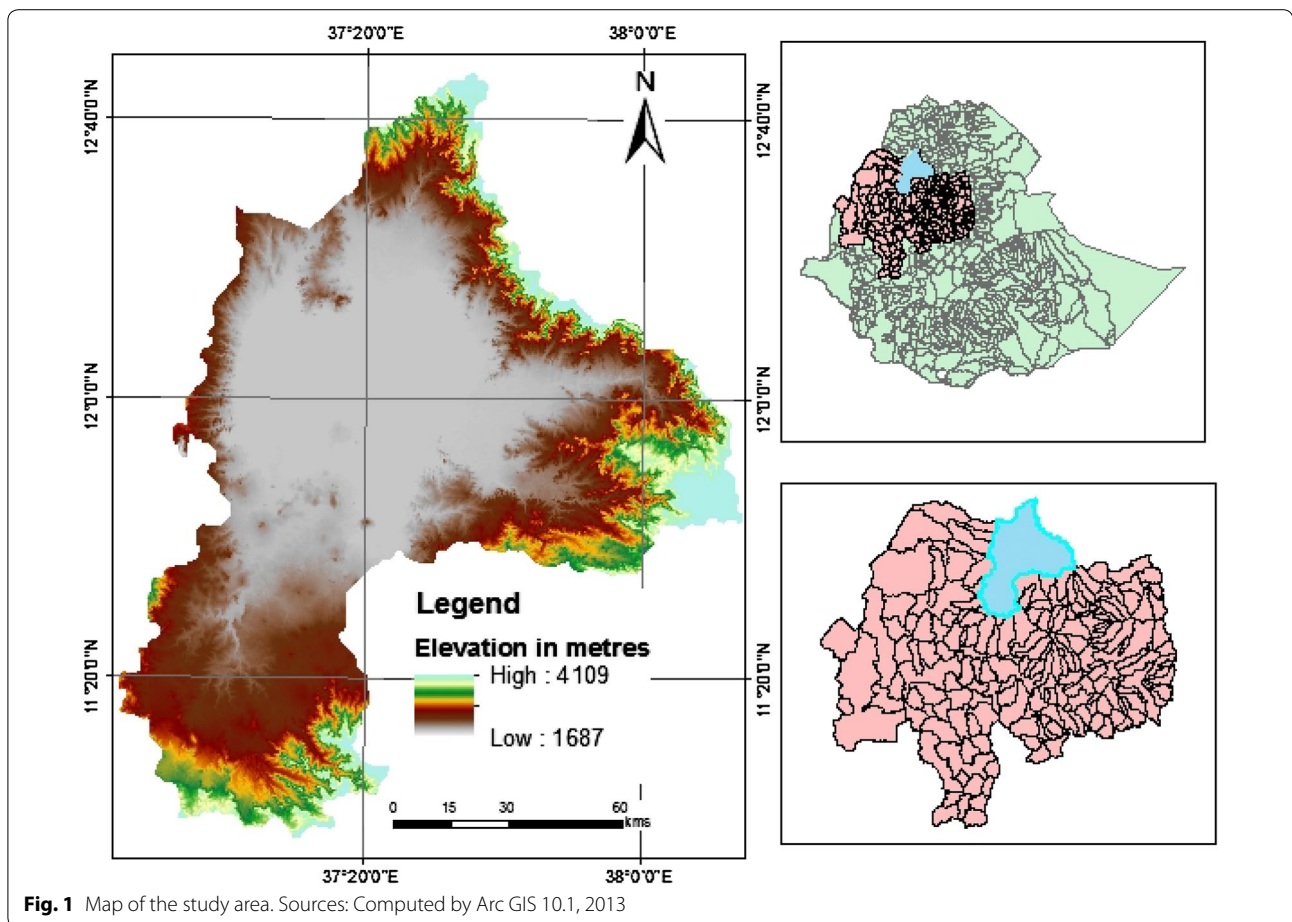 37°20'0"E
38°0'0"E
N
12°40'0"N
12°40'0"N
12°0'0"N
12°0'0"N
11°20'0"N
11°20'0"N
Legend
Elevation in metres
High : 4109
Low : 1687
0 15 30 60
kms
37°20'0"E
38°0'0"E
Fig. 1 Map of the study area. Sources: Computed by Arc GIS 10.1, 2013